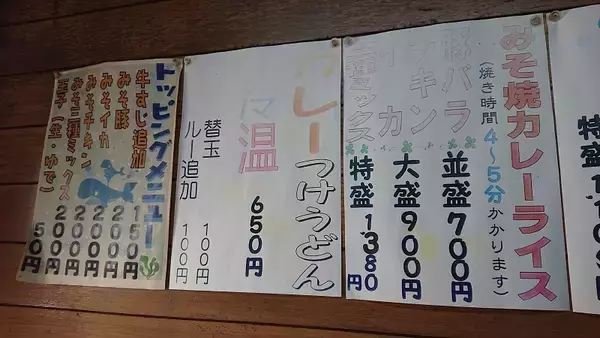 特盛
みそ焼カレーライス
(焼き時間4〜5分かかります)
豚バラ
並盛700円
チキン
大盛900円
イカ
三種ミックス
特盛1,380円
カレーつけうどん
温
650円
替玉 100円
ルー追加 100円
トッピングメニュー
牛すじ追加 150円
みそ豚 200円
みそイカ 200円
みそチキン 200円
みそ三種ミックス 200円
玉子(生・ゆで) 50円